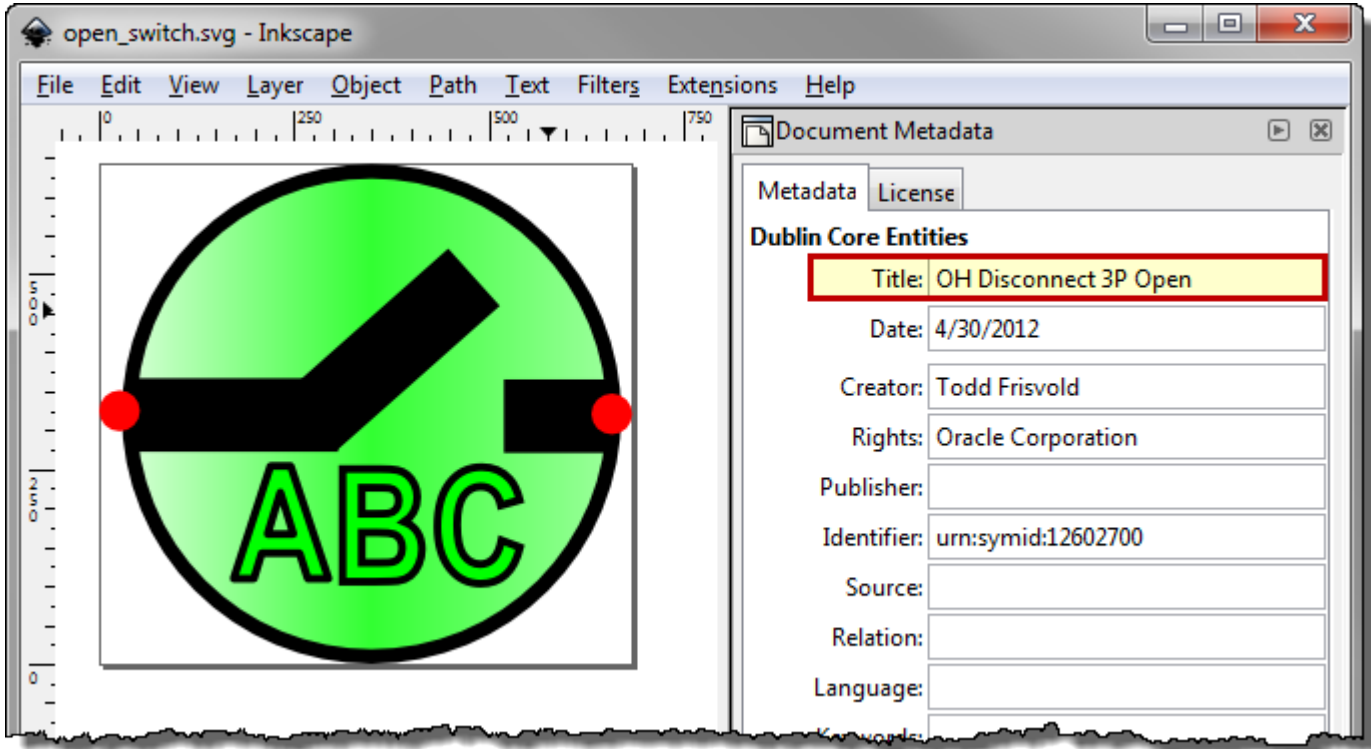 open_switch.svg - Inkscape
File Edit View Layer Object Path Text Filters Extensions Help
0 250 500 750
Document Metadata
Metadata License
Dublin Core Entities
Title: OH Disconnect 3P Open
Date: 4/30/2012
Creator: Todd Frisvold
Rights: Oracle Corporation
Publisher:
Identifier: urn:symid:12602700
Source:
Relation:
Language:
500
250
0
ABC